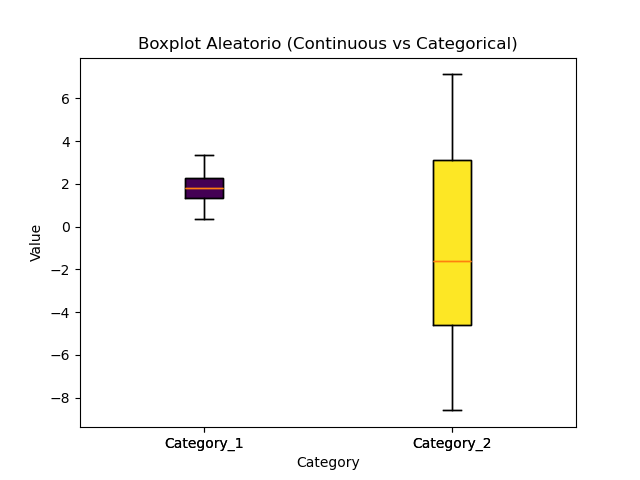 Boxplot Aleatorio (Continuous vs Categorical)
Value
6
4
2
0
−2
−4
−6
−8
Category_1
Category_2
Category